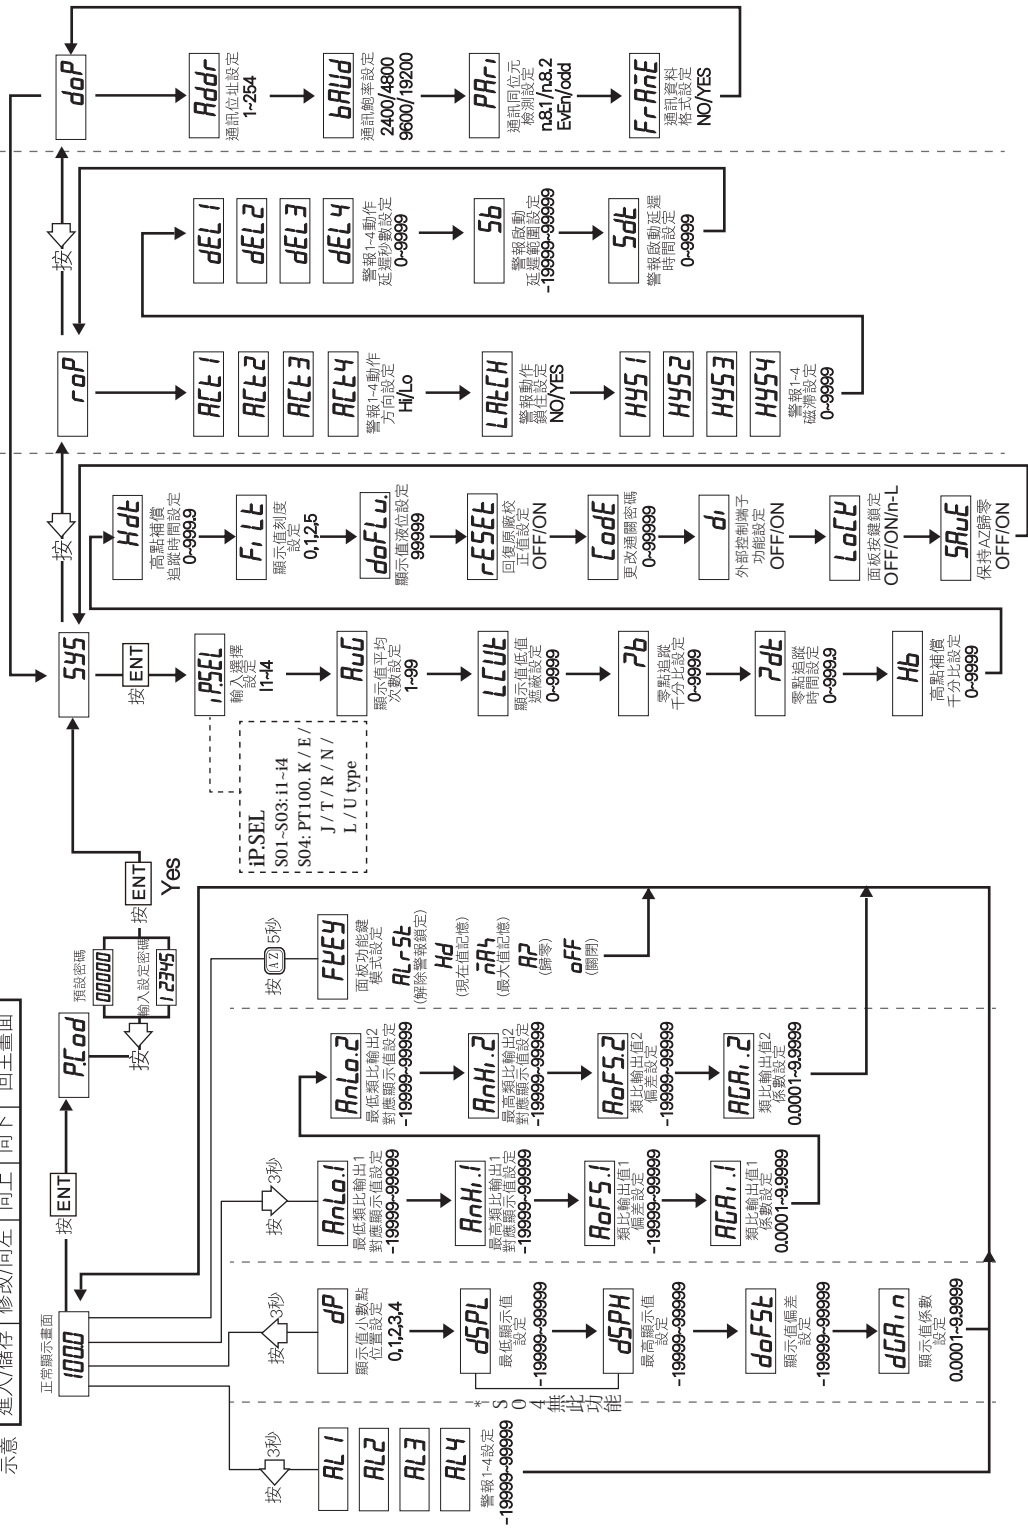 示意
進入/儲存
修改/向左
向上
向下
回主畫面
正常顯示畫面
10000
按 ENT
P.Cod
預設密碼
00000
輸入設定密碼
12345
按
按 ENT
Yes
按 3秒
AL1
AL2
AL3
AL4
警報1~4設定
-19999~99999
按 3秒
dP
顯示值小數點
位置設定
0,1,2,3,4
dSPL
最低顯示值
設定
-19999~99999
dSPH
最高顯示值
設定
-19999~99999
* S04無此功能
doFSt
顯示值偏差
設定
-19999~99999
dGAin
顯示值係數
設定
0.0001~9.9999
按 3秒
AnLo.1
最低類比輸出1
對應顯示值設定
-19999~99999
AnHi.1
最高類比輸出1
對應顯示值設定
-19999~99999
AoFS.1
類比輸出值1
偏差設定
-19999~99999
AGAi.1
類比輸出值1
係數設定
0.0001~9.9999
AnLo.2
最低類比輸出2
對應顯示值設定
-19999~99999
AnHi.2
最高類比輸出2
對應顯示值設定
-19999~99999
AoFS.2
類比輸出值2
偏差設定
-19999~99999
AGAi.2
類比輸出值2
係數設定
0.0001~9.9999
按 AZ 5秒
FKEY
面板功能鍵
模式設定
ALrSt
(解除警報鎖定)
Hd
(現在值記憶)
mAh
(最大值記憶)
AZ
(歸零)
oFF
(關閉)
SYS
按 ENT
iP.SEL
輸入選擇
設定
I1~14
iP.SEL
S01~S03: i1~i4
S04: PT100. K / E /
J / T / R / N /
L / U type
AvG
顯示值平均
次數設定
1~99
LCUt
顯示值低值
遮蔽設定
0~9999
Zb
零點追蹤
千分比設定
0~9999
Zdt
零點追蹤
時間設定
0~999.9
Hb
高點補償
千分比設定
0~9999
Hdt
高點補償
追蹤時間設定
0~999.9
FiLt
顯示值刻度
設定
0,1,2,5
doFLv.
顯示值液位設定
99999
rESEt
回復原廠校
正值設定
OFF/ON
CodE
更改通關密碼
0~99999
di
外部控制端子
功能設定
OFF/ON
LoCK
面板按鍵鎖定
OFF/ON/n-L
SAvE
保持AZ歸零
OFF/ON
按
roP
ACt1
ACt2
ACt3
ACt4
警報1~4動作
方向設定
Hi/Lo
LAtCH
警報動作
鎖住設定
NO/YES
HYS1
HYS2
HYS3
HYS4
警報1~4
磁滯設定
0~9999
dEL1
dEL2
dEL3
dEL4
警報1~4動作
延遲秒數設定
0~9999
Sb
警報啟動
延遲範圍設定
-19999~99999
Sdt
警報啟動延遲
時間設定
0~9999
按
doP
Addr
通訊位址設定
1~254
bAUd
通訊鮑率設定
2400/4800
9600/19200
PAri
通訊同位元
檢測設定
n.8.1/n.8.2
EvEn/odd
FrAmE
通訊資料
格式設定
NO/YES